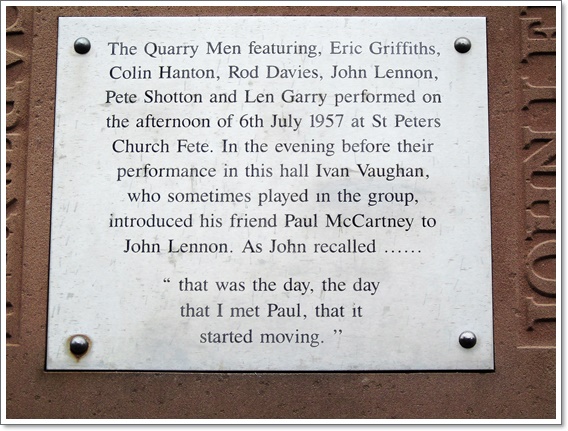 The Quarry Men featuring, Eric Griffiths,
Colin Hanton, Rod Davies, John Lennon,
Pete Shotton and Len Garry performed on
the afternoon of 6th July 1957 at St Peters
Church Fete. In the evening before their
performance in this hall Ivan Vaughan,
who sometimes played in the group,
introduced his friend Paul McCartney to
John Lennon. As John recalled ……
“ that was the day, the day
that I met Paul, that it
started moving. ”